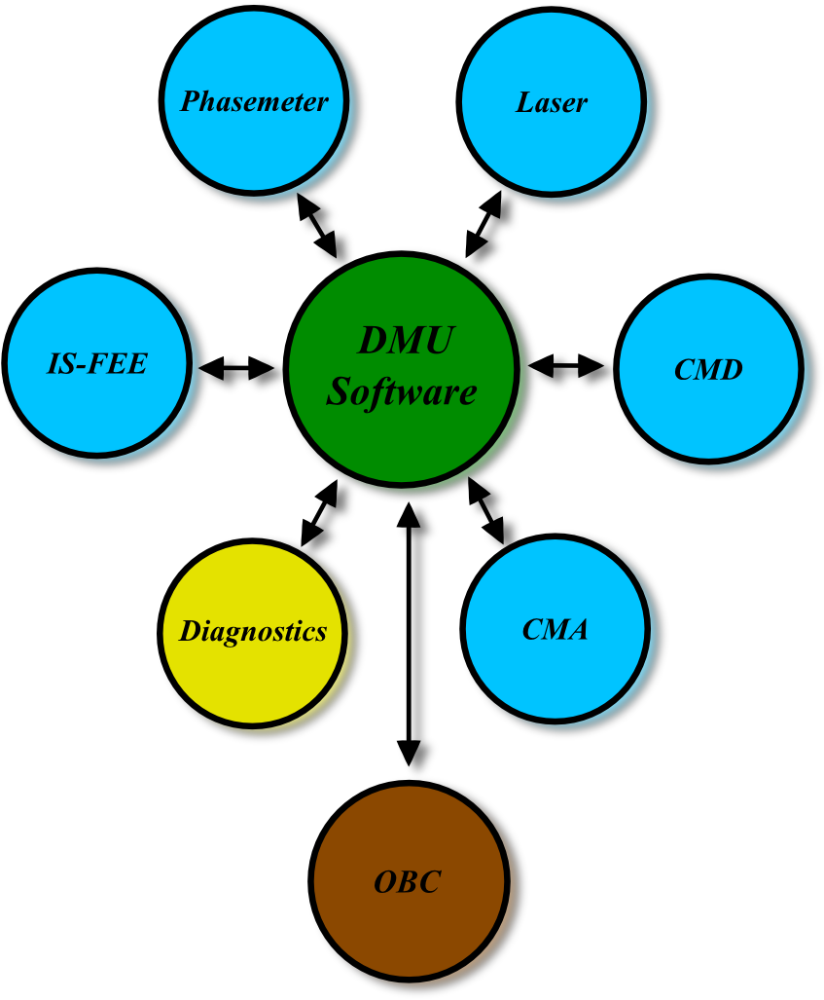 Phasemeter
Laser
DMU
Software
IS-FEE
CMD
Diagnostics
CMA
OBC